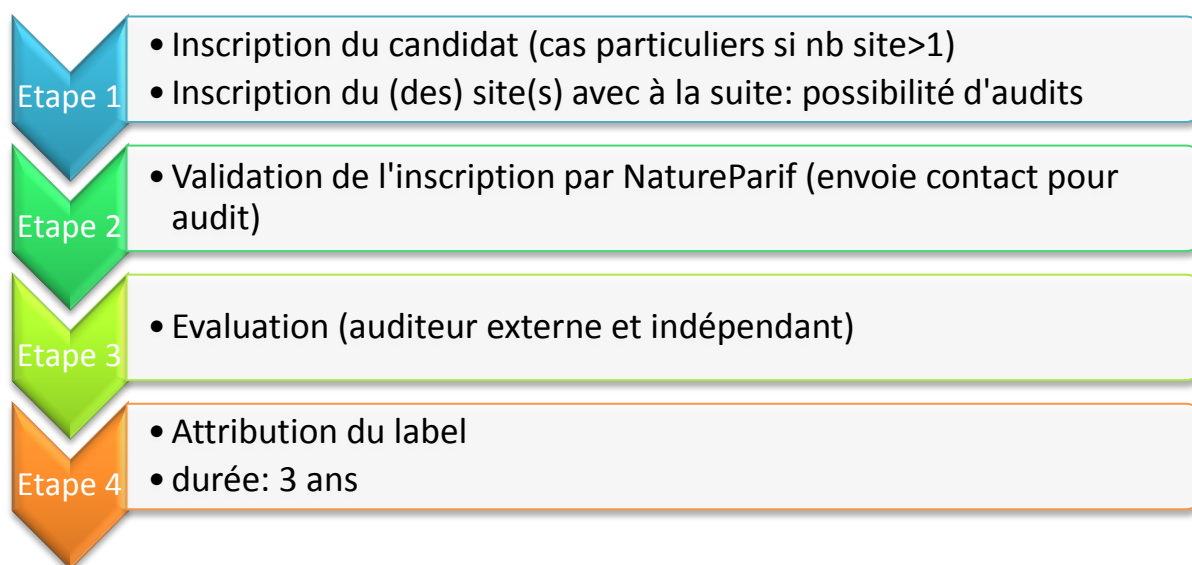 Etape 1
• Inscription du candidat (cas particuliers si nb site>1)
• Inscription du (des) site(s) avec à la suite: possibilité d'audits
Etape 2
• Validation de l'inscription par NatureParif (envoie contact pour
audit)
Etape 3
• Evaluation (auditeur externe et indépendant)
Etape 4
• Attribution du label
• durée: 3 ans